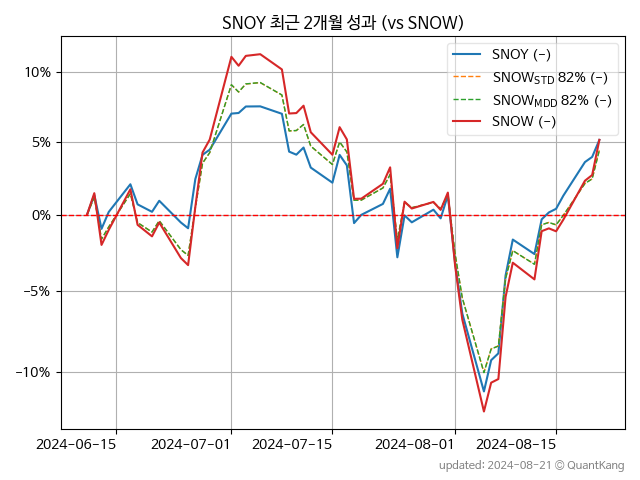 SNOY 최근 2개월 성과 (vs SNOW)
SNOY (-)
SNOW_STD 82% (-)
SNOW_MDD 82% (-)
SNOW (-)
10%
5%
0%
−5%
−10%
2024-06-15
2024-07-01
2024-07-15
2024-08-01
2024-08-15
updated: 2024-08-21 © QuantKang